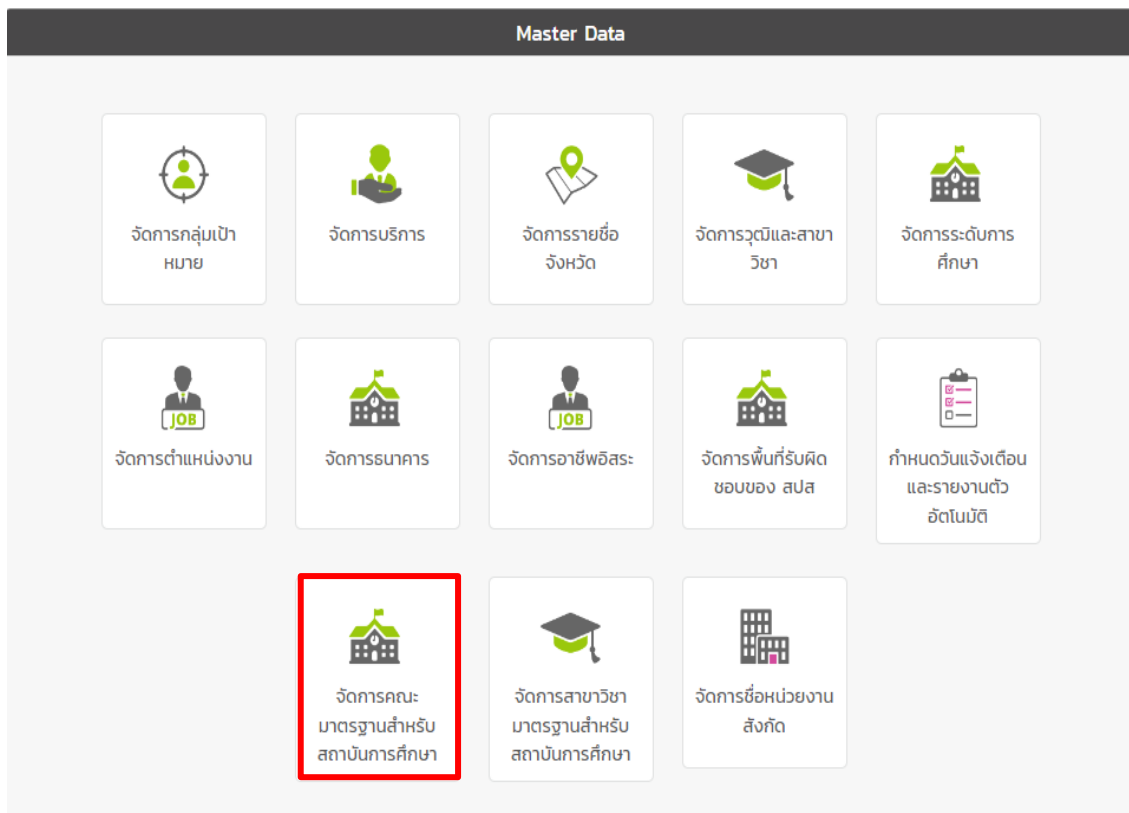 Master Data
จัดการกลุ่มเป้า
หมาย
จัดการบริการ
จัดการรายชื่อ
จังหวัด
จัดการวุฒิและสาขา
วิชา
จัดการระดับการ
ศึกษา
JOB
จัดการตำแหน่งงาน
จัดการธนาคาร
JOB
จัดการอาชีพอิสระ
จัดการพื้นที่รับผิด
ชอบของ สปส
กำหนดวันแจ้งเตือน
และรายงานตัว
อัตโนมัติ
จัดการคณะ
มาตรฐานสำหรับ
สถาบันการศึกษา
จัดการสาขาวิชา
มาตรฐานสำหรับ
สถาบันการศึกษา
จัดการชื่อหน่วยงาน
สังกัด